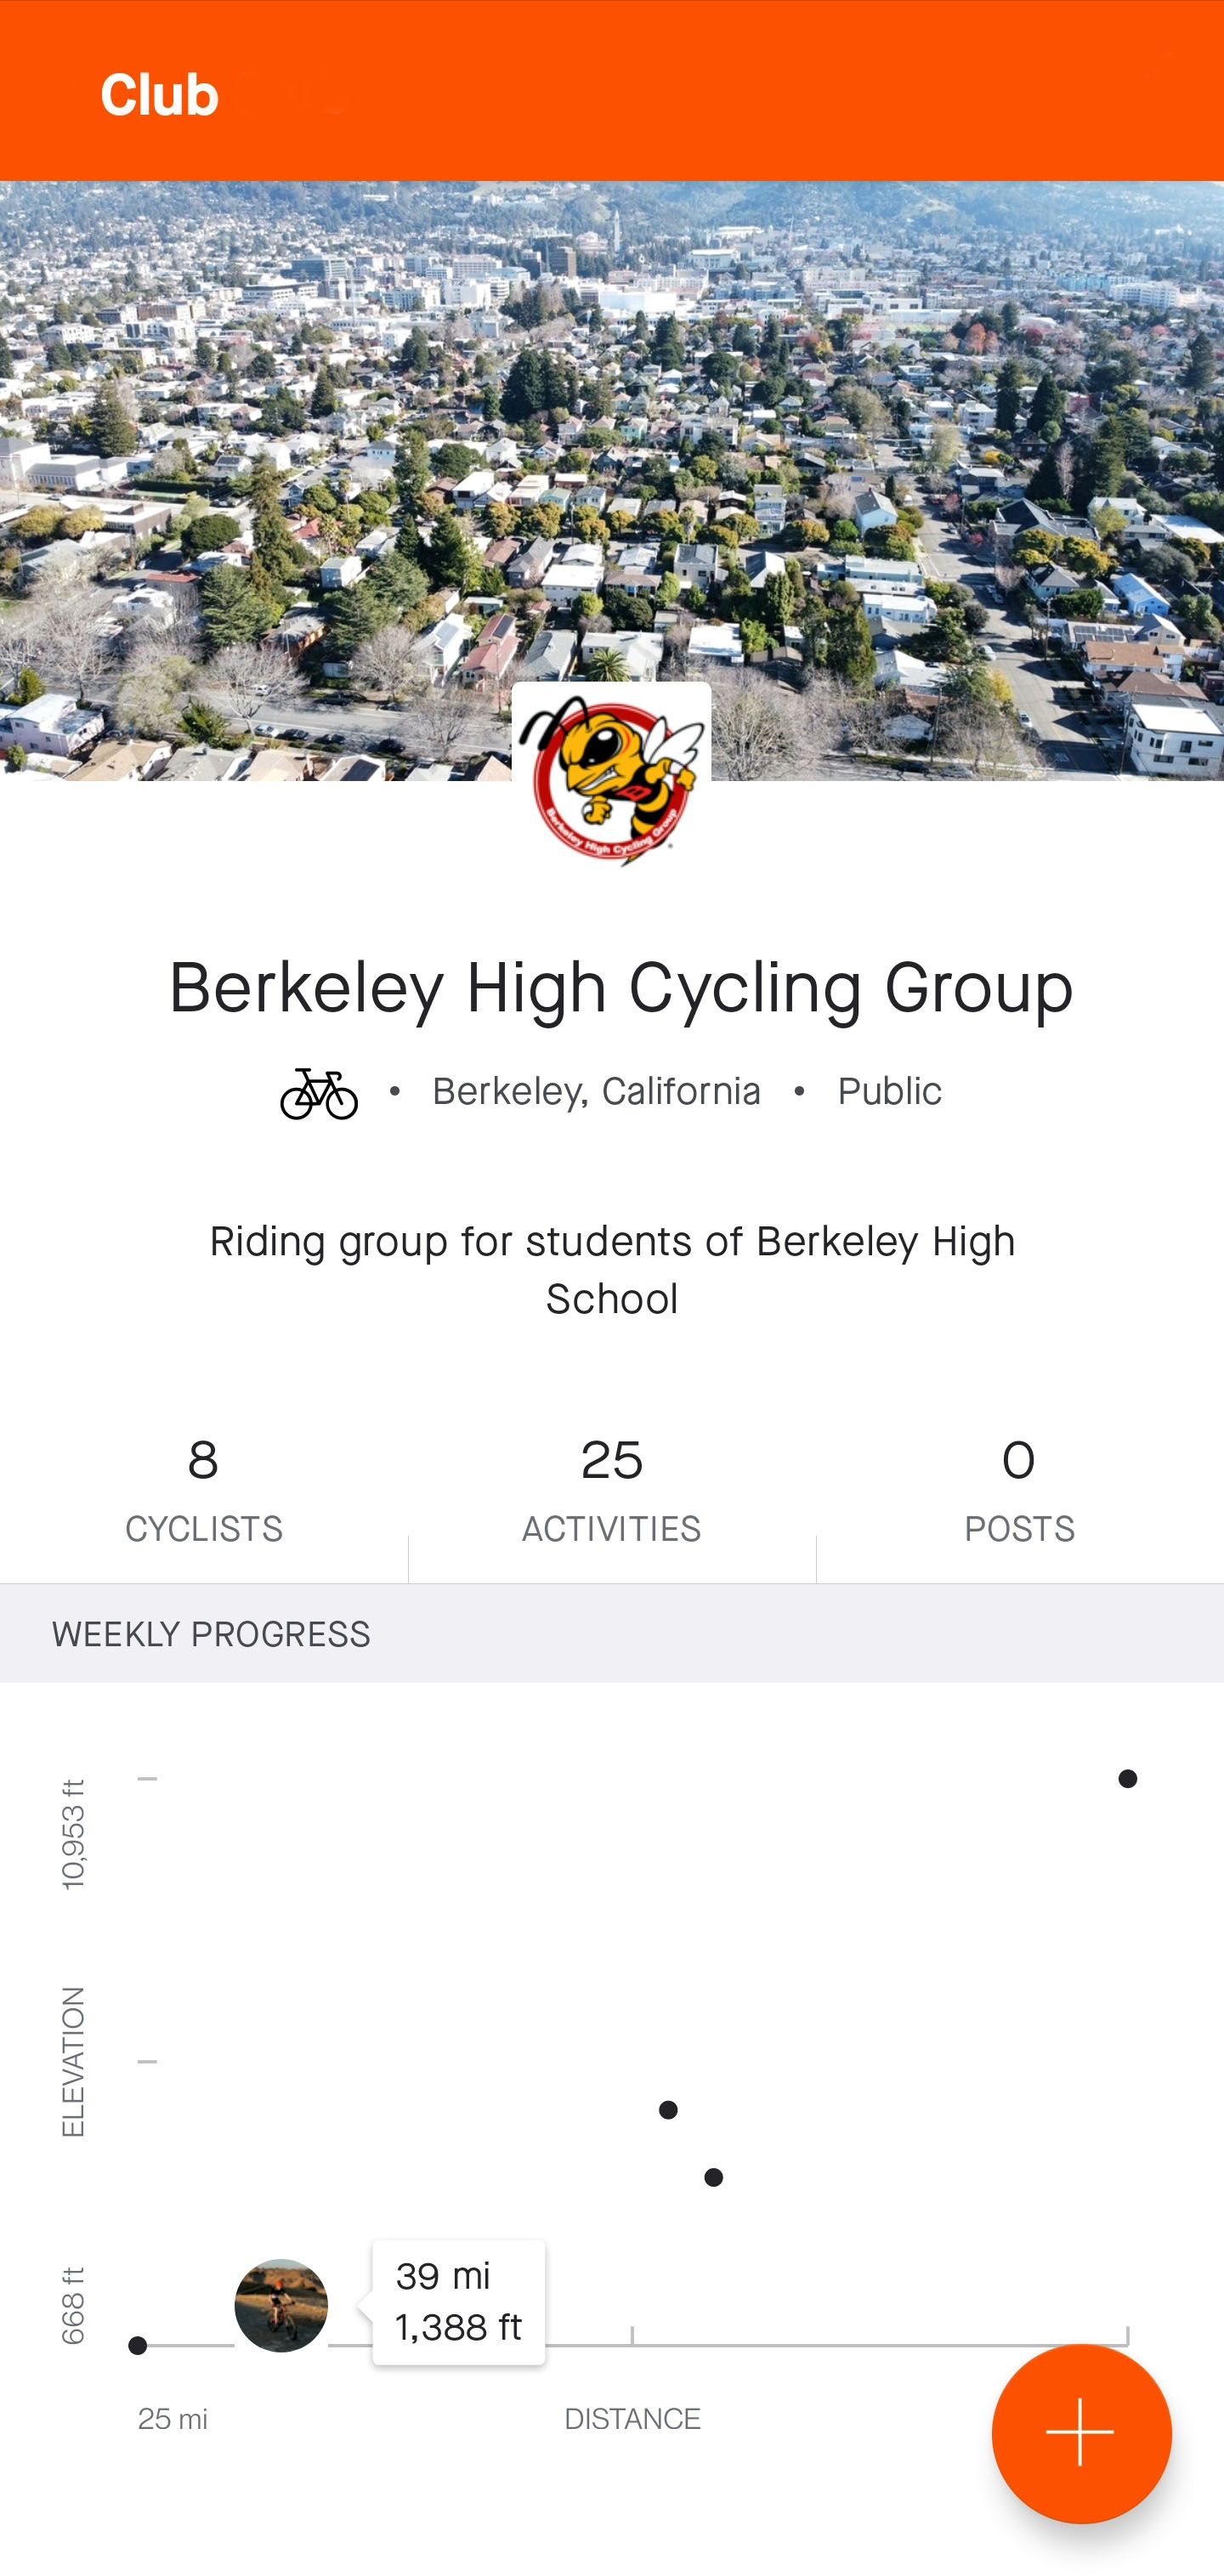 Club
Berkeley High Cycling Group
Berkeley High Cycling Group
• Berkeley, California • Public
Riding group for students of Berkeley High
School
8
CYCLISTS
25
ACTIVITIES
0
POSTS
WEEKLY PROGRESS
10,953 ft
ELEVATION
668 ft
39 mi
1,388 ft
25 mi
DISTANCE